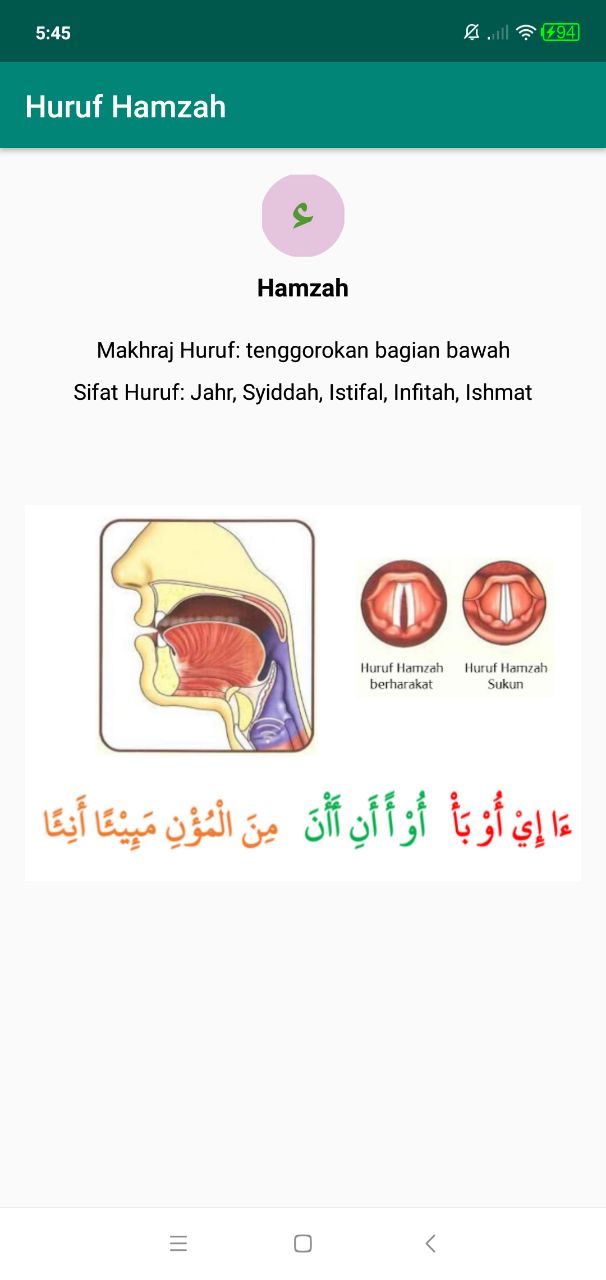 5:45
94
Huruf Hamzah
ء
Hamzah
Makhraj Huruf: tenggorokan bagian bawah
Sifat Huruf: Jahr, Syiddah, Istifal, Infitah, Ishmat
Huruf Hamzah berharakat
Huruf Hamzah Sukun
ءَا إِيْ أُوْ بَأْ أُوْ أً أَنِ أَأْنَ مِنَ الْمُؤْنِ مَيِيْئًا أَنِئًا